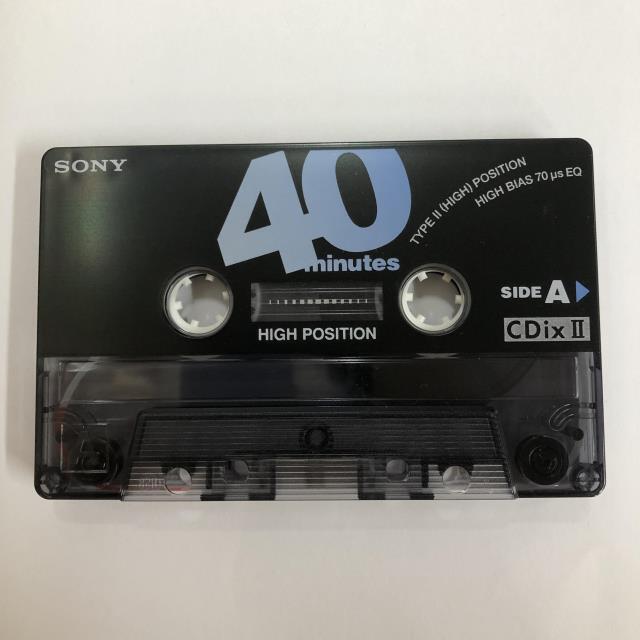 SONY
40
minutes
TYPE II (HIGH) POSITION
HIGH BIAS 70 µs EQ
SIDE A
HIGH POSITION
CDix II